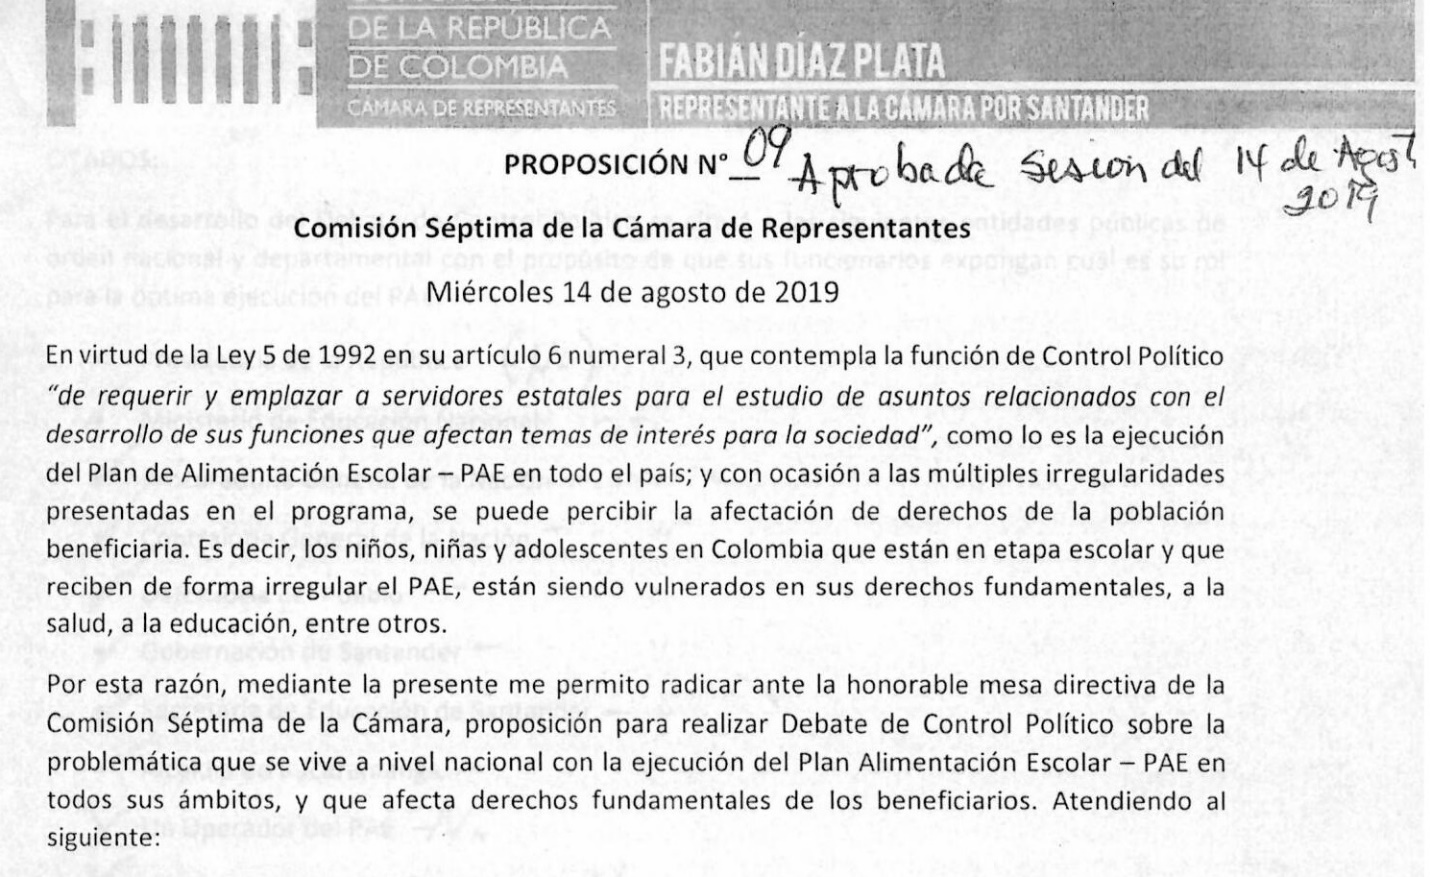 DE LA REPÚBLICA
DE COLOMBIA
CÁMARA DE REPRESENTANTES
FABIÁN DÍAZ PLATA
REPRESENTANTE A LA CÁMARA POR SANTANDER
PROPOSICIÓN N° 09 Aprobada Sesion del 14 de Agost
2019
CITADOS:
Comisión Séptima de la Cámara de Representantes
Miércoles 14 de agosto de 2019
En virtud de la Ley 5 de 1992 en su artículo 6 numeral 3, que contempla la función de Control Político
“de requerir y emplazar a servidores estatales para el estudio de asuntos relacionados con el
desarrollo de sus funciones que afectan temas de interés para la sociedad”, como lo es la ejecución
del Plan de Alimentación Escolar – PAE en todo el país; y con ocasión a las múltiples irregularidades
presentadas en el programa, se puede percibir la afectación de derechos de la población
beneficiaria. Es decir, los niños, niñas y adolescentes en Colombia que están en etapa escolar y que
reciben de forma irregular el PAE, están siendo vulnerados en sus derechos fundamentales, a la
salud, a la educación, entre otros.
Gobernación de Santander
Por esta razón, mediante la presente me permito radicar ante la honorable mesa directiva de la
Comisión Séptima de la Cámara, proposición para realizar Debate de Control Político sobre la
problemática que se vive a nivel nacional con la ejecución del Plan Alimentación Escolar – PAE en
todos sus ámbitos, y que afecta derechos fundamentales de los beneficiarios. Atendiendo al
siguiente:
Un Operador del PAE